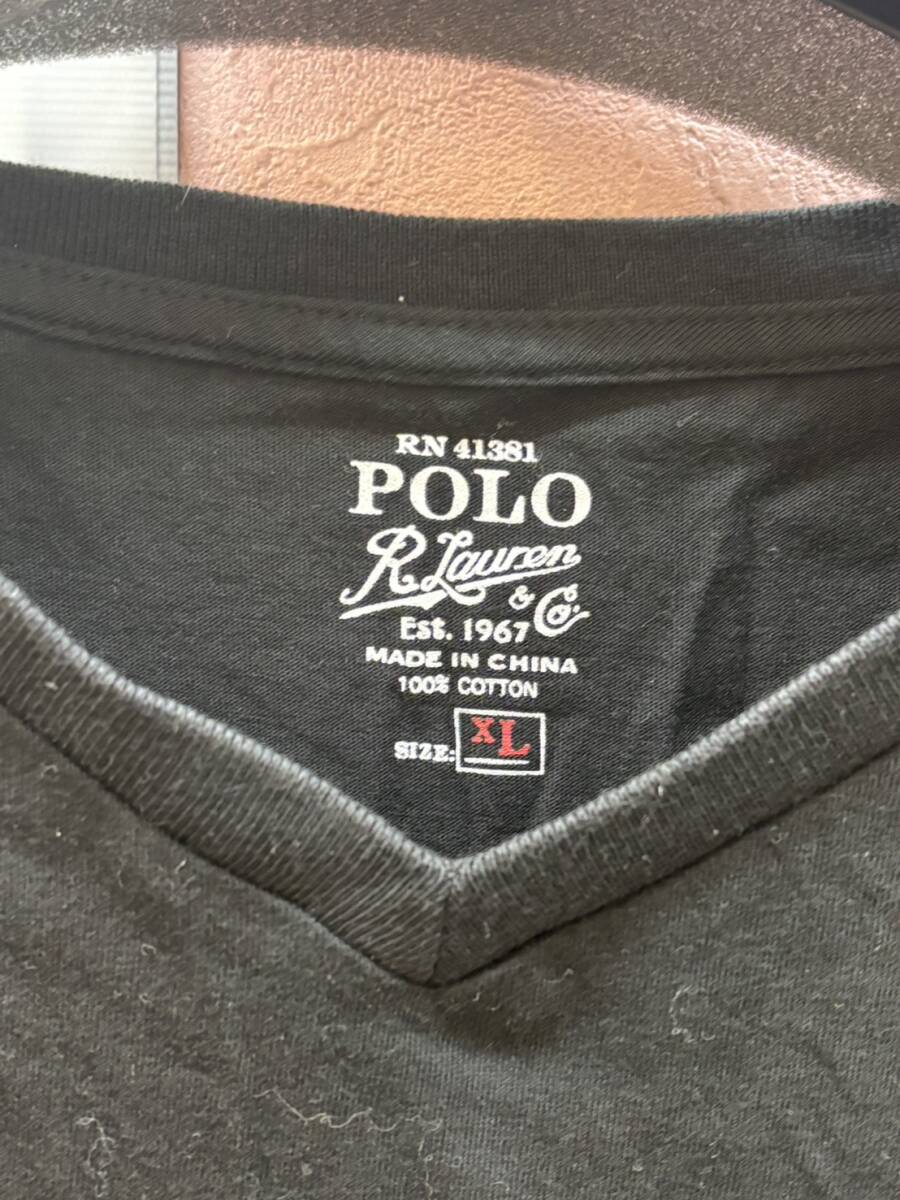 RN 41381
POLO
R. Lauren
& Co.
Est. 1967
MADE IN CHINA
100% COTTON
SIZE: XL